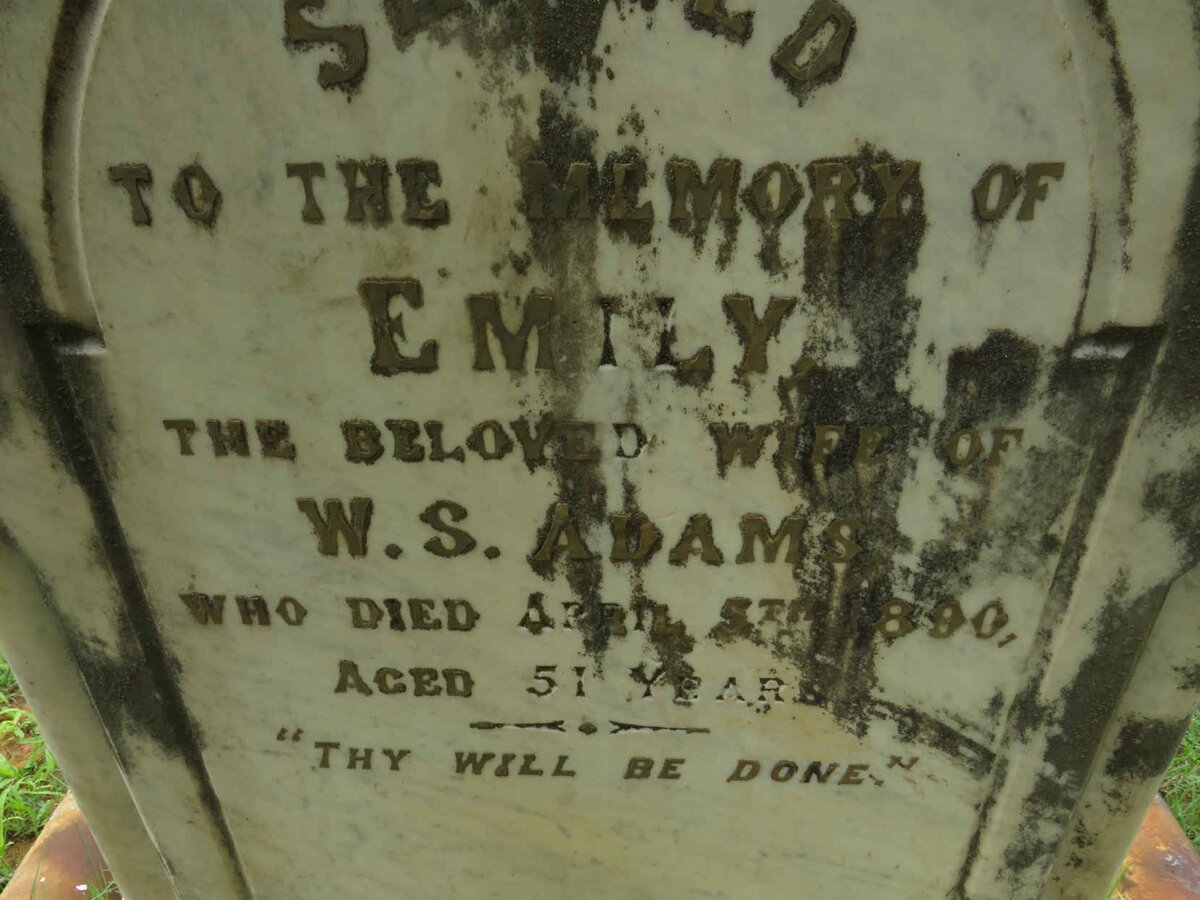 SACRED
TO THE MEMORY OF
EMILY,
THE BELOVED WIFE OF
W. S. ADAMS,
WHO DIED APRIL 5TH 1890,
AGED 51 YEARS
"THY WILL BE DONE."